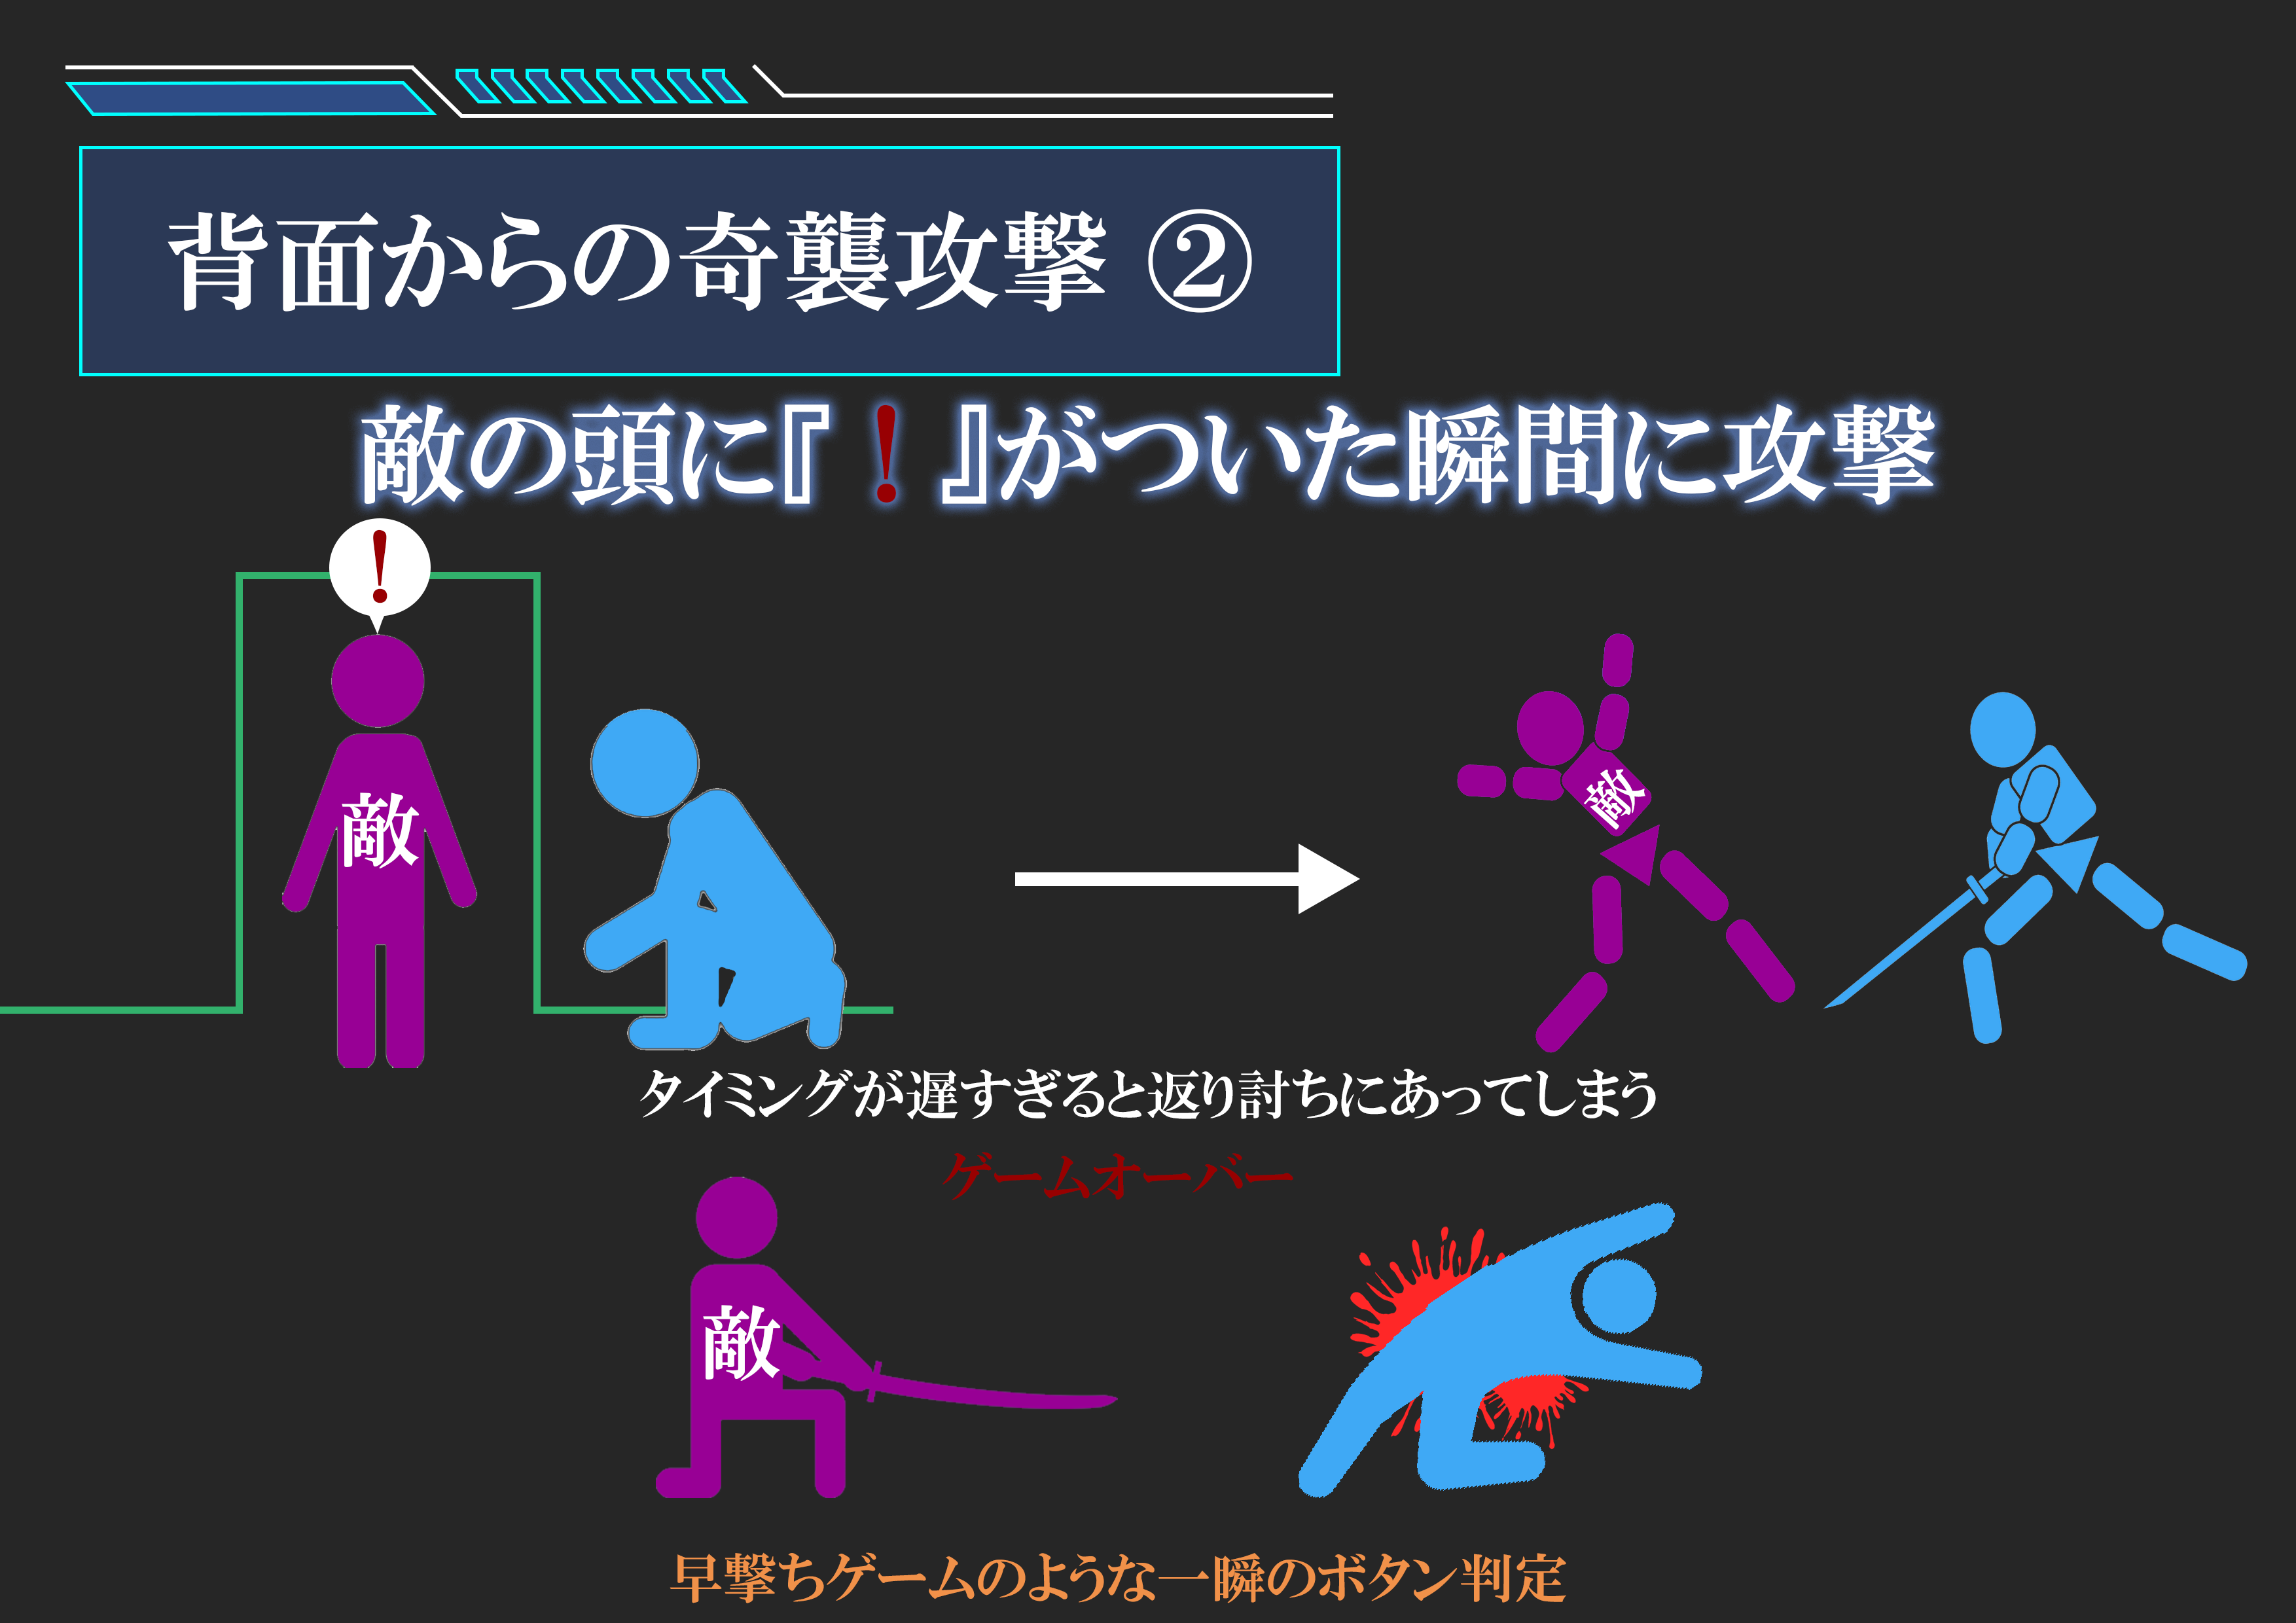 背面からの奇襲攻撃 ②
敵の頭に『！』がついた瞬間に攻撃
！
敵
敵
タイミングが遅すぎると返り討ちにあってしまう
ゲームオーバー
敵
早撃ちゲームのような一瞬のボタン判定